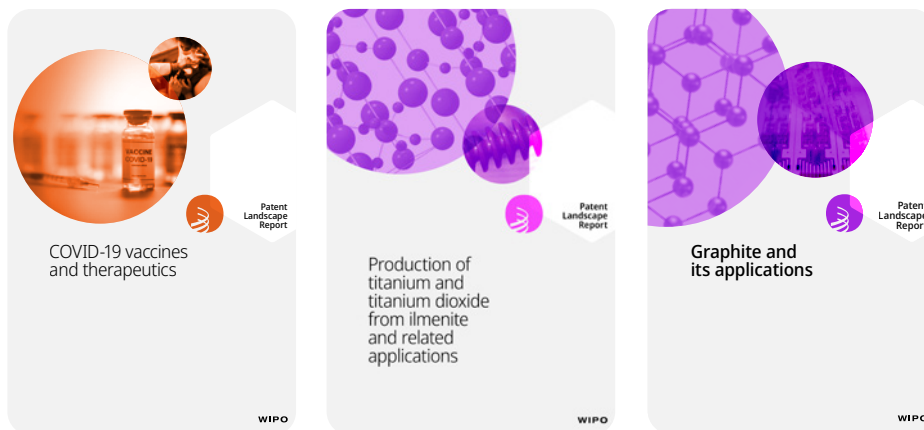 VACCINE
COVID-19
Patent
Landscape
Report
COVID-19 vaccines
and therapeutics
WIPO
Patent
Landscape
Report
Production of
titanium and
titanium dioxide
from ilmenite
and related
applications
WIPO
Patent
Landscape
Report
Graphite and
its applications
WIPO